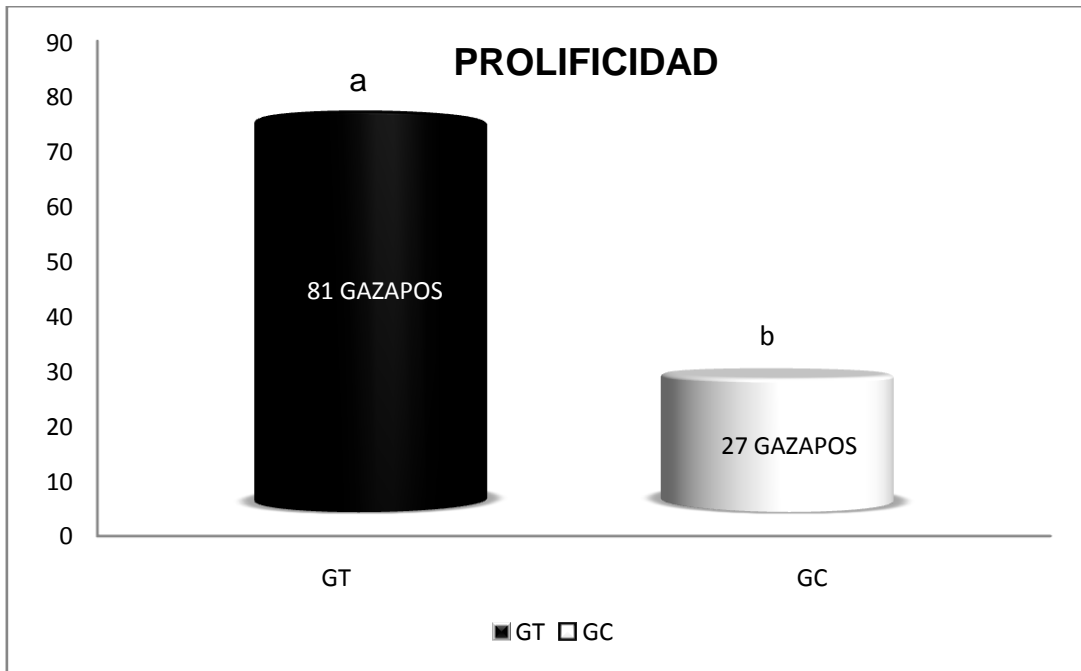 PROLIFICIDAD
90
80
70
60
50
40
30
20
10
0
a
81 GAZAPOS
b
27 GAZAPOS
GT
GC
GT GC